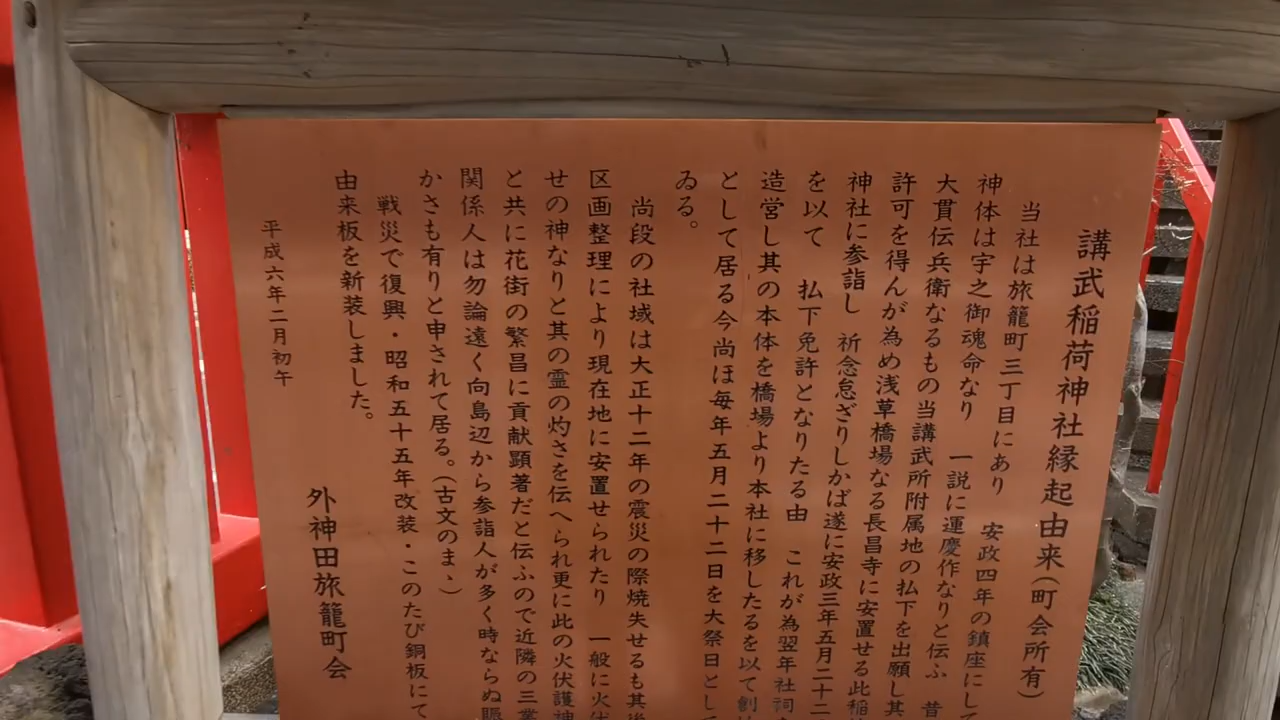 講武稲荷神社縁起由来(町会所有)
当社は旅籠町三丁目にあり 安政四年の鎮座にして
神体は宇之御魂命なり 一説に運慶作なりと伝ふ 昔
大貫伝兵衛なるもの当講武所附属地の払下を出願し其
許可を得んが為め浅草橋場なる長昌寺に安置せる此稲
神社に参詣し 祈念怠ざりしかば遂に安政三年五月二十二
を以て 払下免許となりたる由 これが為翌年社祠
造営し其の本体を橋場より本社に移したるを以て創
として居る今尚ほ毎年五月二十二日を大祭日として
ゐる。
尚段の社域は大正十二年の震災の際焼失せるも其
区画整理により現在地に安置せられたり 一般に火
せの神なりと其の霊の灼さを伝へられ更に此の火伏護神
と共に花街の繁昌に貢献顕著だと伝ふので近隣の三業
関係人は勿論遠く向島辺から参詣人が多く時ならぬ賑
かさも有りと申されて居る。(古文のまゝ)
戦災で復興・昭和五十五年改装・このたび銅板にて
由来板を新装しました。
平成六年二月初午
外神田旅籠町会